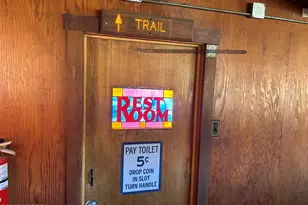 TRAIL
REST
ROOM
PAY TOILET
5¢
DROP COIN
IN SLOT
TURN HANDLE